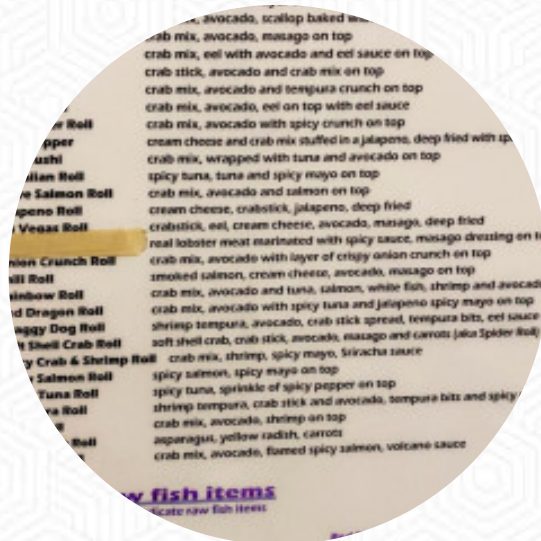 avocado, scallop baked
crab mix, avocado, masago on top
crab mix, eel with avocado and eel sauce on top
crab stick, avocado and crab mix on top
crab mix, avocado and tempura crunch on top
crab mix, avocado, eel on top with eel sauce
Roll crab mix, avocado with spicy crunch on top
cream cheese and crab mix stuffed in a jalapeno, deep fried with
crab mix, wrapped with tuna and avocado on top
Roll spicy tuna, tuna and spicy mayo on top
Salmon Roll crab mix, avocado and salmon on top
Roll cream cheese, crabstick, jalapeno, deep fried
Vegas Roll crabstick, eel, cream cheese, avocado, masago, deep fried
real lobster meat marinated with spicy sauce, masago dressing on
Crunch Roll crab mix, avocado with layer of crispy onion crunch on top
Roll smoked salmon, cream cheese, avocado, masago on top
Roll crab mix, avocado and tuna, salmon, white fish, shrimp and
Dragon Roll crab mix, avocado with spicy tuna and jalapeno spicy mayo on top
Dog Roll shrimp tempura, avocado, crab stick spread, tempura bits, eel sauce
Shell Crab Roll soft shell crab, crab stick, avocado, masago and carrots (aka Spider Roll)
Crab & Shrimp Roll crab mix, shrimp, spicy mayo, Sriracha sauce
Salmon Roll spicy salmon, spicy mayo on top
Tuna Roll spicy tuna, sprinkle of spicy pepper on top
Roll shrimp tempura, crab stick and avocado, tempura bits and spicy
crab mix, avocado, shrimp on top
Roll asparagus, yellow radish, carrots
crab mix, avocado, flamed spicy salmon, volcano sauce
fish items
raw fish items